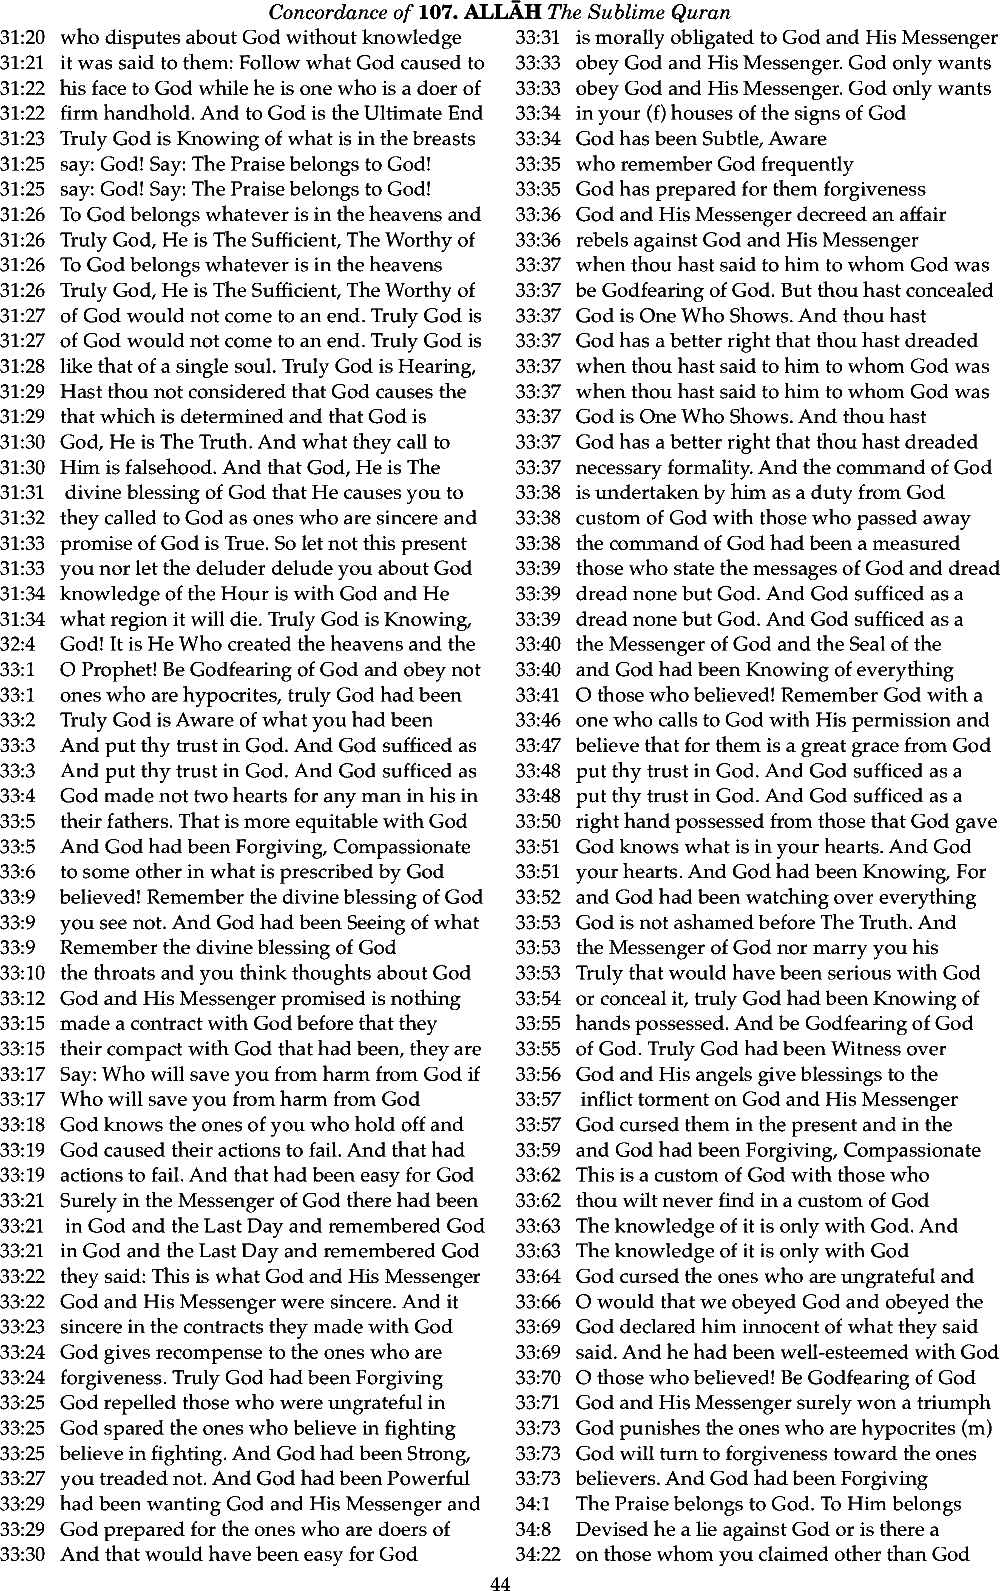 Concordance of 107. ALLĀH The Sublime Quran
31:20 who disputes about God without knowledge
31:21 it was said to them: Follow what God caused to
31:22 his face to God while he is one who is a doer of
31:22 firm handhold. And to God is the Ultimate End
31:23 Truly God is Knowing of what is in the breasts
31:25 say: God! Say: The Praise belongs to God!
31:25 say: God! Say: The Praise belongs to God!
31:26 To God belongs whatever is in the heavens and
31:26 Truly God, He is The Sufficient, The Worthy of
31:26 To God belongs whatever is in the heavens
31:26 Truly God, He is The Sufficient, The Worthy of
31:27 of God would not come to an end. Truly God is
31:27 of God would not come to an end. Truly God is
31:28 like that of a single soul. Truly God is Hearing,
31:29 Hast thou not considered that God causes the
31:29 that which is determined and that God is
31:30 God, He is The Truth. And what they call to
31:30 Him is falsehood. And that God, He is The
31:31 divine blessing of God that He causes you to
31:32 they called to God as ones who are sincere and
31:33 promise of God is True. So let not this present
31:33 you nor let the deluder delude you about God
31:34 knowledge of the Hour is with God and He
31:34 what region it will die. Truly God is Knowing,
32:4 God! It is He Who created the heavens and the
33:1 O Prophet! Be Godfearing of God and obey not
33:1 ones who are hypocrites, truly God had been
33:2 Truly God is Aware of what you had been
33:3 And put thy trust in God. And God sufficed as
33:3 And put thy trust in God. And God sufficed as
33:4 God made not two hearts for any man in his in
33:5 their fathers. That is more equitable with God
33:5 And God had been Forgiving, Compassionate
33:6 to some other in what is prescribed by God
33:9 believed! Remember the divine blessing of God
33:9 you see not. And God had been Seeing of what
33:9 Remember the divine blessing of God
33:10 the throats and you think thoughts about God
33:12 God and His Messenger promised is nothing
33:15 made a contract with God before that they
33:15 their compact with God that had been, they are
33:17 Say: Who will save you from harm from God if
33:17 Who will save you from harm from God
33:18 God knows the ones of you who hold off and
33:19 God caused their actions to fail. And that had
33:19 actions to fail. And that had been easy for God
33:21 Surely in the Messenger of God there had been
33:21 in God and the Last Day and remembered God
33:21 in God and the Last Day and remembered God
33:22 they said: This is what God and His Messenger
33:22 God and His Messenger were sincere. And it
33:23 sincere in the contracts they made with God
33:24 God gives recompense to the ones who are
33:24 forgiveness. Truly God had been Forgiving
33:25 God repelled those who were ungrateful in
33:25 God spared the ones who believe in fighting
33:25 believe in fighting. And God had been Strong,
33:27 you treaded not. And God had been Powerful
33:29 had been wanting God and His Messenger and
33:29 God prepared for the ones who are doers of
33:30 And that would have been easy for God
33:31 is morally obligated to God and His Messenger
33:33 obey God and His Messenger. God only wants
33:33 obey God and His Messenger. God only wants
33:34 in your (f) houses of the signs of God
33:34 God has been Subtle, Aware
33:35 who remember God frequently
33:35 God has prepared for them forgiveness
33:36 God and His Messenger decreed an affair
33:36 rebels against God and His Messenger
33:37 when thou hast said to him to whom God was
33:37 be Godfearing of God. But thou hast concealed
33:37 God is One Who Shows. And thou hast
33:37 God has a better right that thou hast dreaded
33:37 when thou hast said to him to whom God was
33:37 when thou hast said to him to whom God was
33:37 God is One Who Shows. And thou hast
33:37 God has a better right that thou hast dreaded
33:37 necessary formality. And the command of God
33:38 is undertaken by him as a duty from God
33:38 custom of God with those who passed away
33:38 the command of God had been a measured
33:39 those who state the messages of God and dread
33:39 dread none but God. And God sufficed as a
33:39 dread none but God. And God sufficed as a
33:40 the Messenger of God and the Seal of the
33:40 and God had been Knowing of everything
33:41 O those who believed! Remember God with a
33:46 one who calls to God with His permission and
33:47 believe that for them is a great grace from God
33:48 put thy trust in God. And God sufficed as a
33:48 put thy trust in God. And God sufficed as a
33:50 right hand possessed from those that God gave
33:51 God knows what is in your hearts. And God
33:51 your hearts. And God had been Knowing, For
33:52 and God had been watching over everything
33:53 God is not ashamed before The Truth. And
33:53 the Messenger of God nor marry you his
33:53 Truly that would have been serious with God
33:54 or conceal it, truly God had been Knowing of
33:55 hands possessed. And be Godfearing of God
33:55 of God. Truly God had been Witness over
33:56 God and His angels give blessings to the
33:57 inflict torment on God and His Messenger
33:57 God cursed them in the present and in the
33:59 and God had been Forgiving, Compassionate
33:62 This is a custom of God with those who
33:62 thou wilt never find in a custom of God
33:63 The knowledge of it is only with God. And
33:63 The knowledge of it is only with God
33:64 God cursed the ones who are ungrateful and
33:66 O would that we obeyed God and obeyed the
33:69 God declared him innocent of what they said
33:69 said. And he had been well-esteemed with God
33:70 O those who believed! Be Godfearing of God
33:71 God and His Messenger surely won a triumph
33:73 God punishes the ones who are hypocrites (m)
33:73 God will turn to forgiveness toward the ones
33:73 believers. And God had been Forgiving
34:1 The Praise belongs to God. To Him belongs
34:8 Devised he a lie against God or is there a
34:22 on those whom you claimed other than God
44